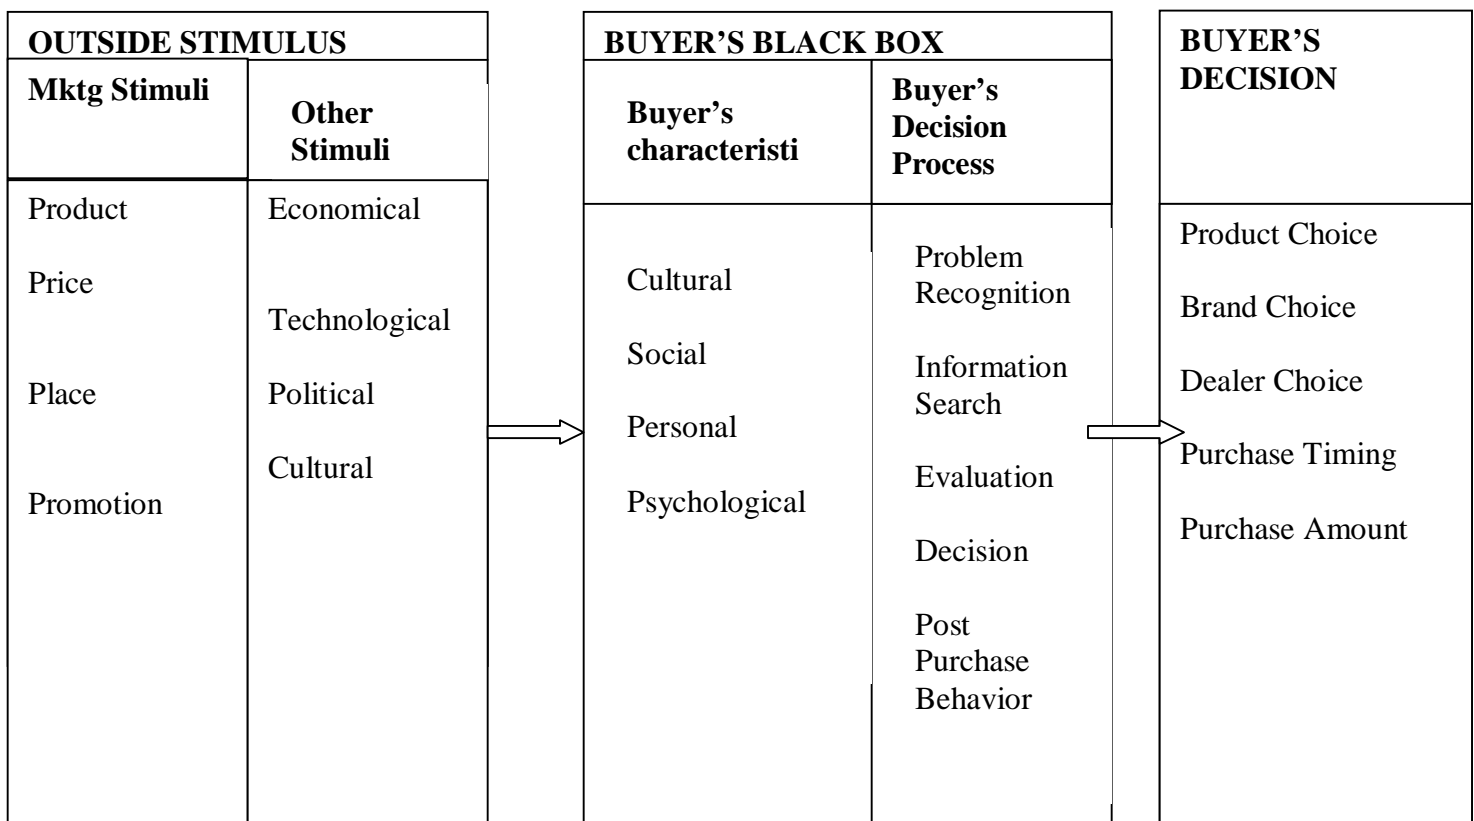 OUTSIDE STIMULUS
Mktg Stimuli
Other
Stimuli
Product
Price
Place
Promotion
Economical
Technological
Political
Cultural
BUYER’S BLACK BOX
Buyer’s
characteristi
Buyer’s
Decision
Process
Cultural
Social
Personal
Psychological
Problem
Recognition
Information
Search
Evaluation
Decision
Post
Purchase
Behavior
BUYER’S
DECISION
Product Choice
Brand Choice
Dealer Choice
Purchase Timing
Purchase Amount